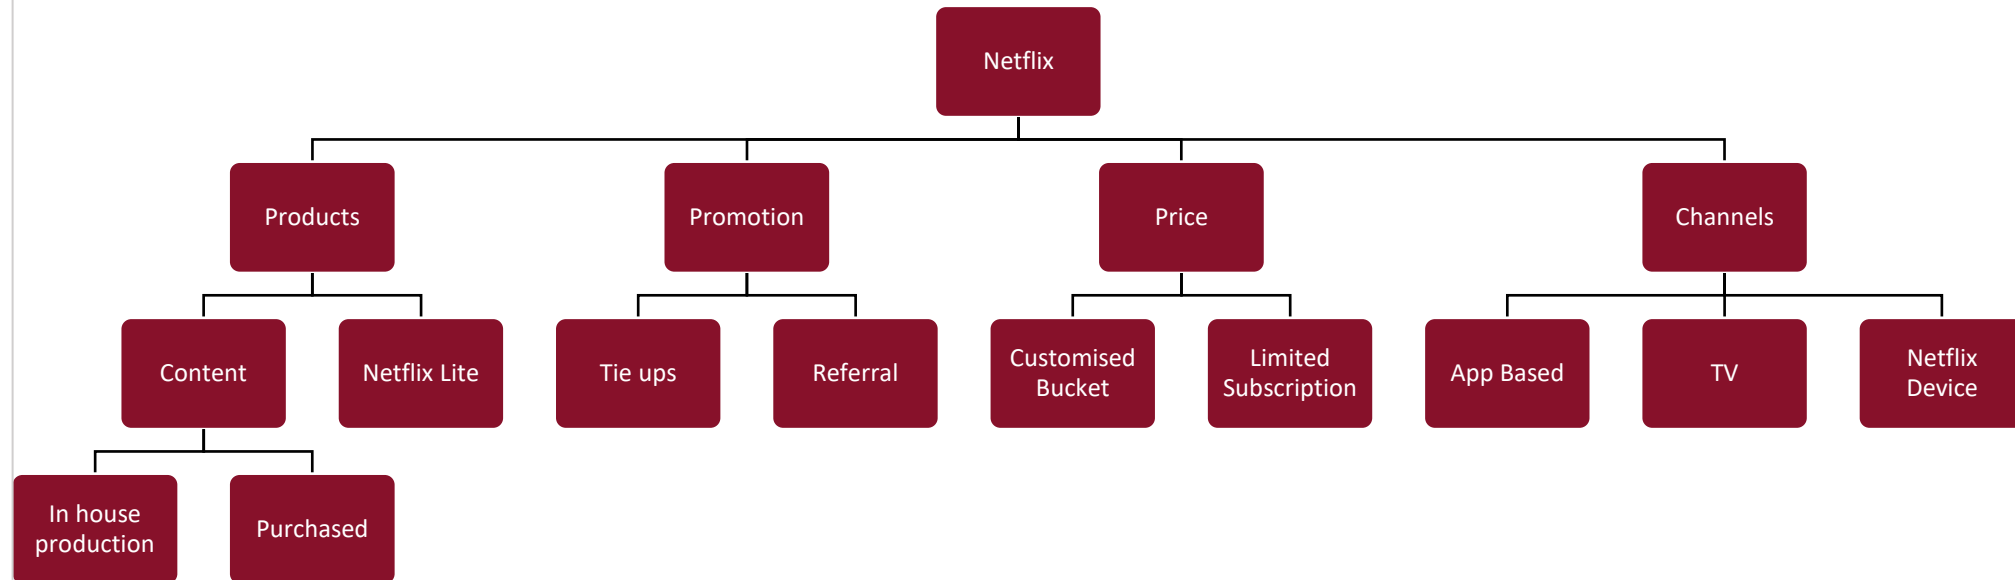 Netflix
Products
Promotion
Price
Channels
Content
Netflix Lite
Tie ups
Referral
Customised
Bucket
Limited
Subscription
App Based
TV
Netflix
Device
In house
production
Purchased